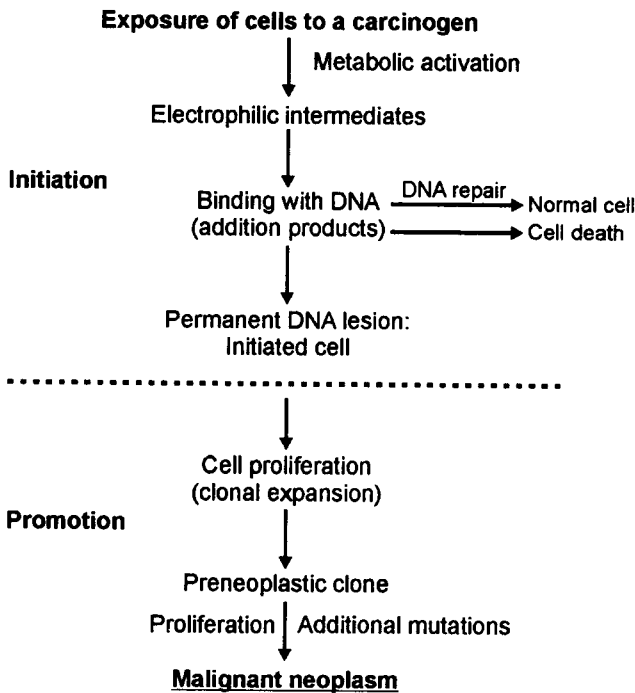 Exposure of cells to a carcinogen
Metabolic activation
Electrophilic intermediates
Initiation
Binding with DNA
(addition products)
DNA repair
Normal cell
Cell death
Permanent DNA lesion:
Initiated cell
Cell proliferation
(clonal expansion)
Promotion
Preneoplastic clone
Proliferation
Additional mutations
Malignant neoplasm